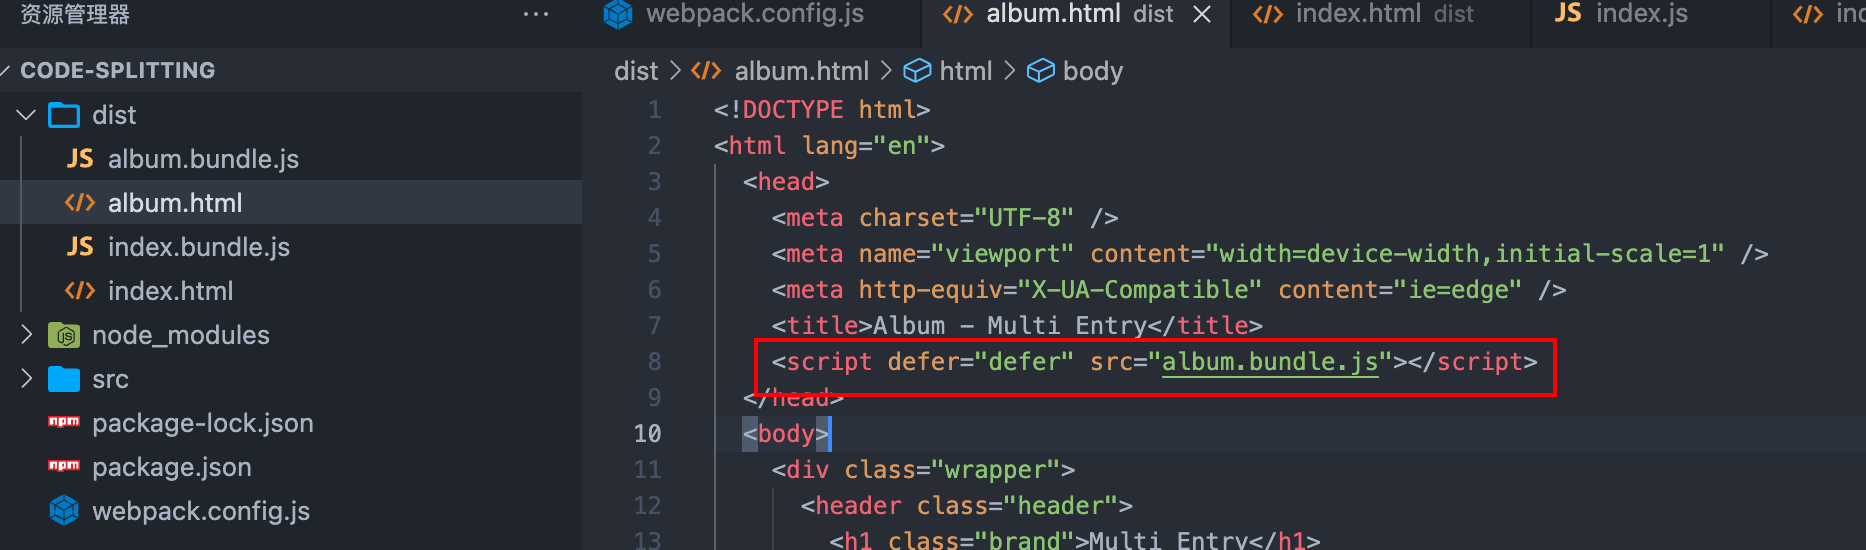 资源管理器 ···
CODE-SPLITTING
dist
JS album.bundle.js
</> album.html
JS index.bundle.js
</> index.html
node_modules
src
npm package-lock.json
npm package.json
webpack.config.js
webpack.config.js </> album.html dist × </> index.html dist JS index.js </> ind
dist > </> album.html > html > body
1 <!DOCTYPE html>
2 <html lang="en">
3 <head>
4 <meta charset="UTF-8" />
5 <meta name="viewport" content="width=device-width,initial-scale=1" />
6 <meta http-equiv="X-UA-Compatible" content="ie=edge" />
7 <title>Album - Multi Entry</title>
8 <script defer="defer" src="album.bundle.js"></script>
9 </head>
10 <body>
11 <div class="wrapper">
12 <header class="header">
13 <h1 class="brand">Multi Entry</h1>